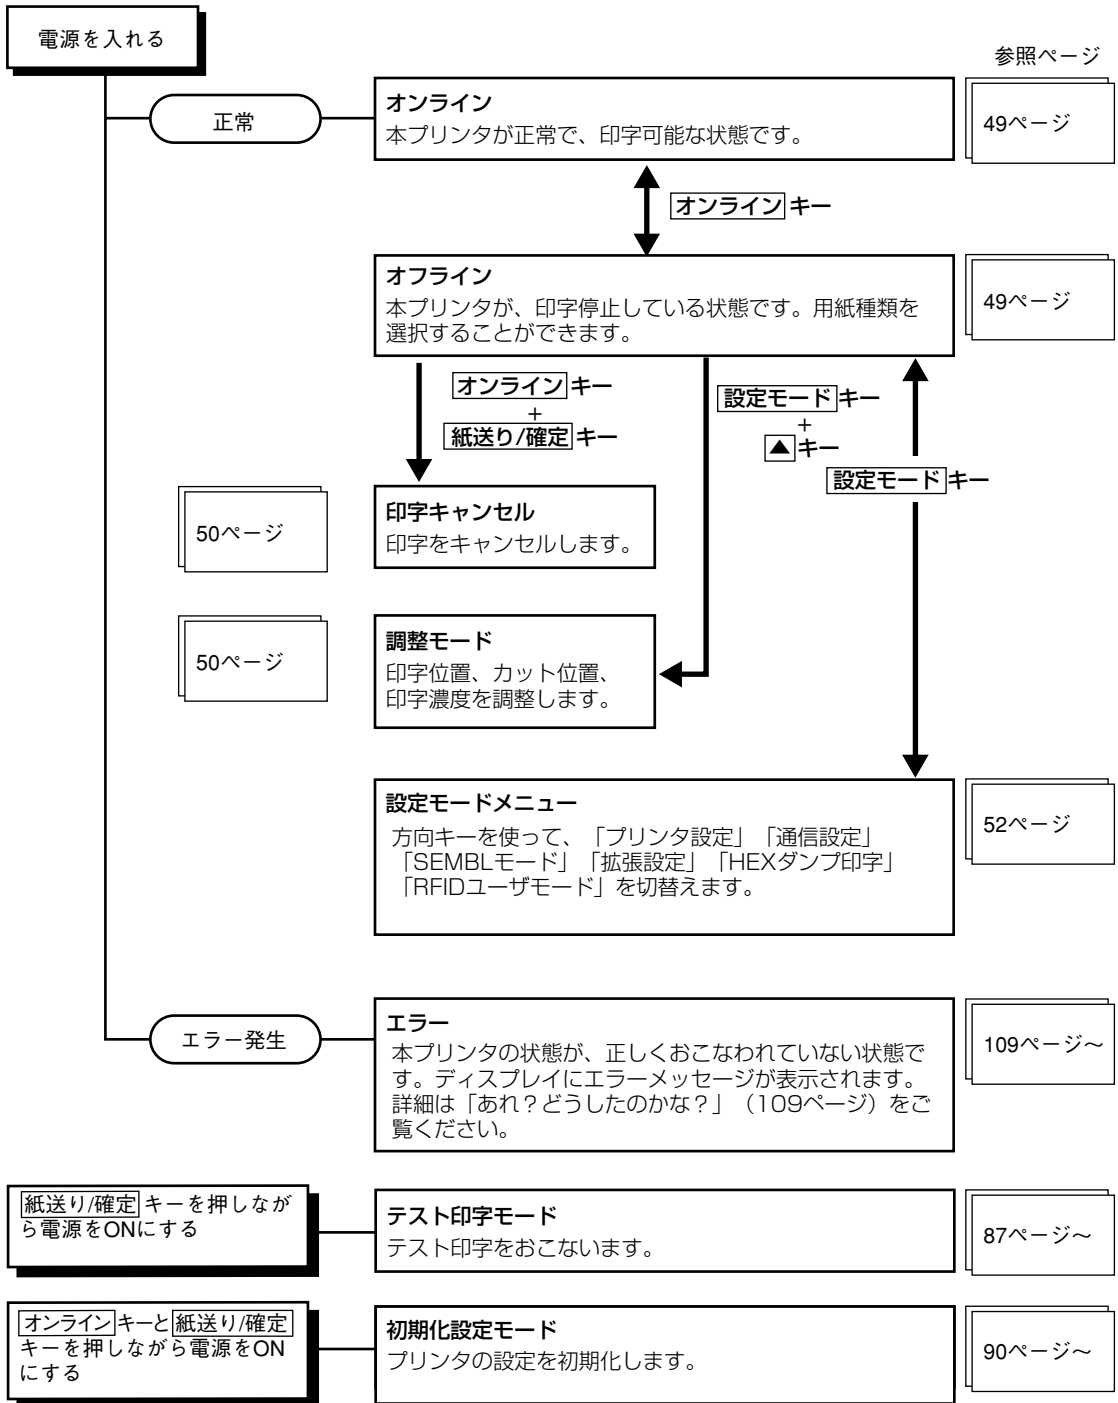 電源を入れる
参照ページ
正常
オンライン
本プリンタが正常で、印字可能な状態です。
49ページ
オンライン キー
オフライン
本プリンタが、印字停止している状態です。用紙種類を
選択することができます。
49ページ
オンライン キー
+
紙送り/確定 キー
設定モード キー
+
▲ キー
設定モード キー
50ページ
印字キャンセル
印字をキャンセルします。
50ページ
調整モード
印字位置、カット位置、
印字濃度を調整します。
設定モードメニュー
方向キーを使って、「プリンタ設定」「通信設定」
「SEMBLモード」「拡張設定」「HEXダンプ印字」
「RFIDユーザモード」を切替えます。
52ページ
エラー発生
エラー
本プリンタの状態が、正しくおこなわれていない状態で
す。ディスプレイにエラーメッセージが表示されます。
詳細は「あれ？どうしたのかな？」（109ページ）をご
覧ください。
109ページ～
紙送り/確定 キーを押しなが
ら電源をONにする
テスト印字モード
テスト印字をおこないます。
87ページ～
オンライン キーと 紙送り/確定
キーを押しながら電源をON
にする
初期化設定モード
プリンタの設定を初期化します。
90ページ～